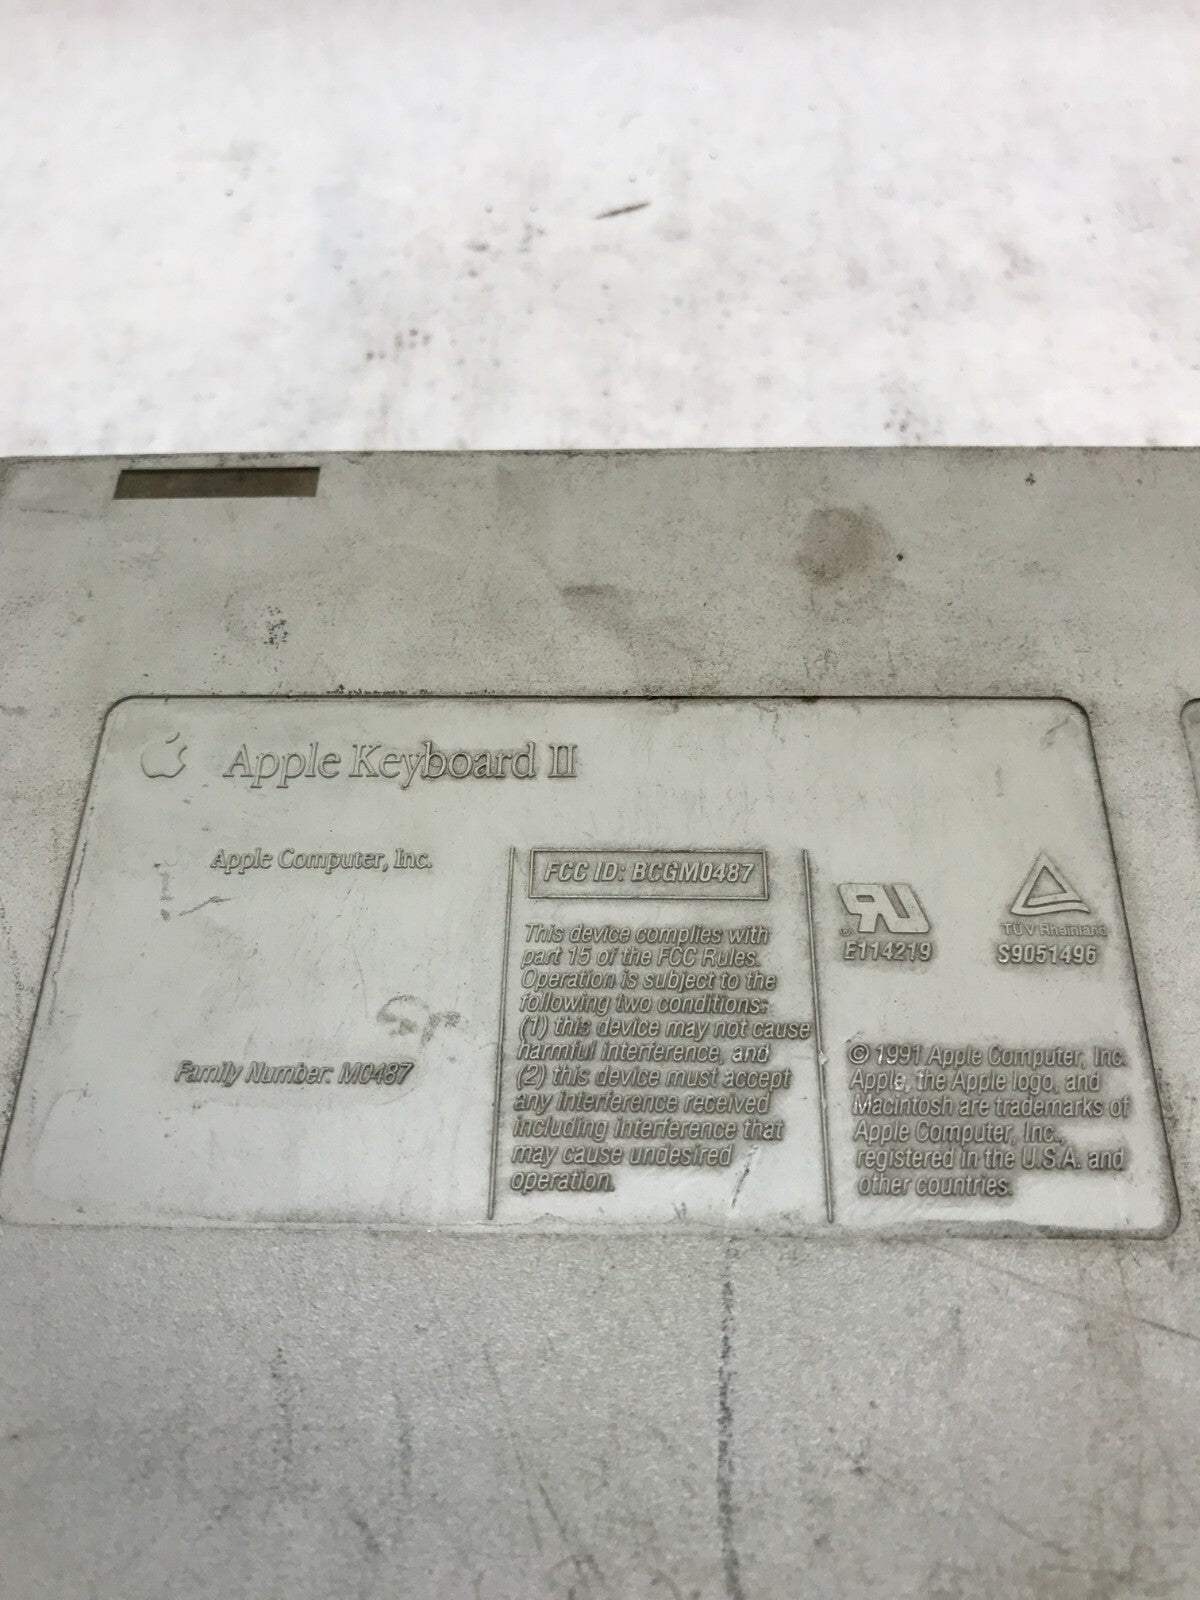 Apple Keyboard II
Apple Computer, Inc.
Family Number: M0487
FCC ID: BCGM0487
This device complies with
part 15 of the FCC Rules.
Operation is subject to the
following two conditions:
(1) this device may not cause
harmful interference, and
(2) this device must accept
any interference received
including interference that
may cause undesired
operation.
E114219
TÜV Rheinland
S9051496
© 1991 Apple Computer, Inc.
Apple, the Apple logo, and
Macintosh are trademarks of
Apple Computer, Inc.,
registered in the U.S.A. and
other countries.